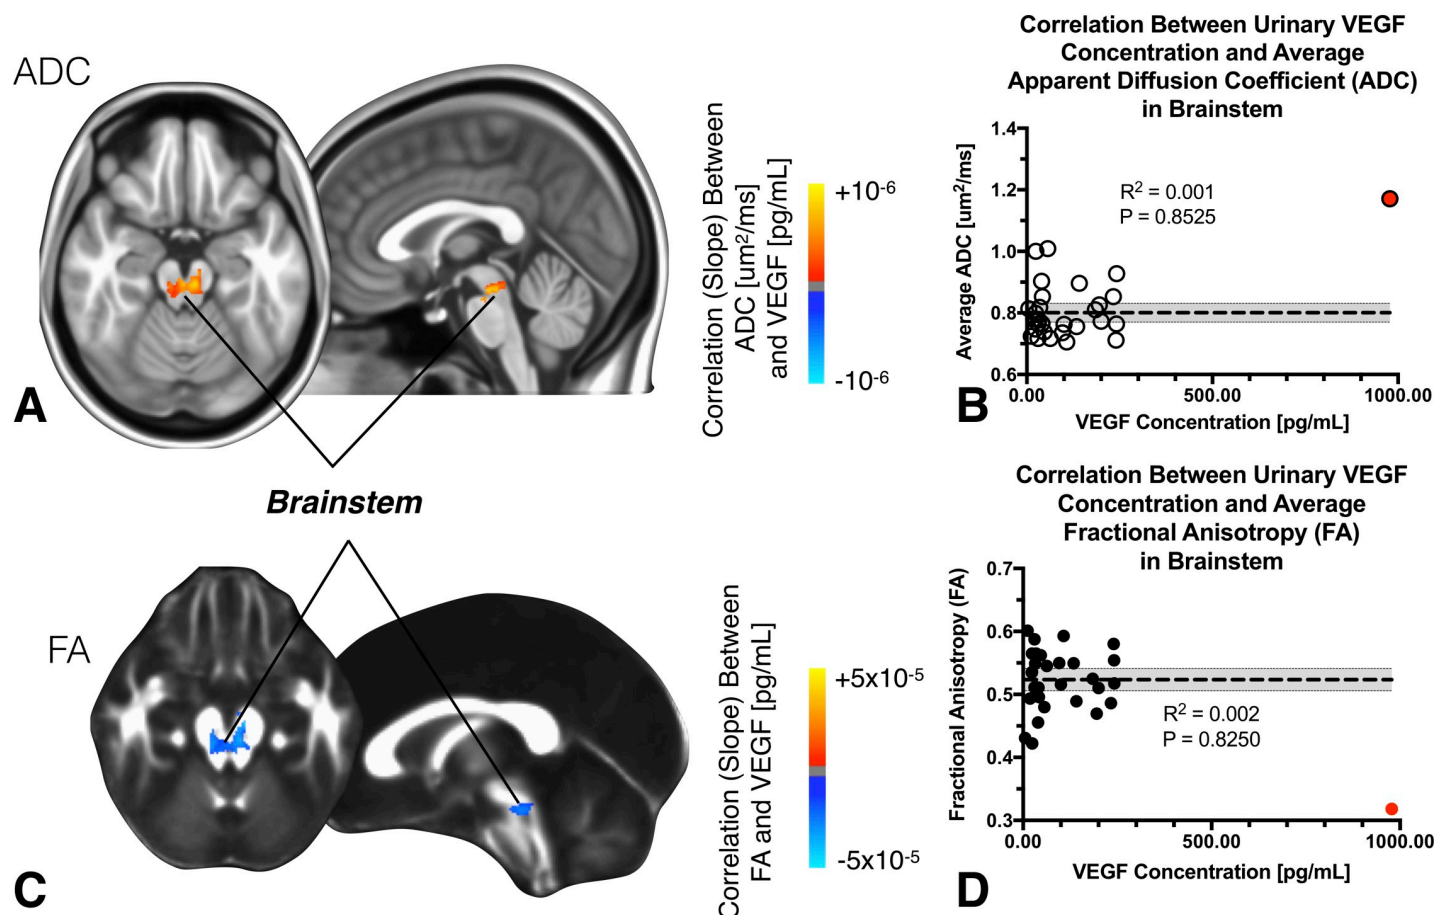 ADC
A
Correlation (Slope) Between
ADC [um²/ms]
and VEGF [pg/mL]
+10⁻⁶
-10⁻⁶
Correlation Between Urinary VEGF
Concentration and Average
Apparent Diffusion Coefficient (ADC)
in Brainstem
Average ADC [um²/ms]
1.4
1.2
1.0
0.8
0.6
R² = 0.001
P = 0.8525
0.00
500.00
1000.00
VEGF Concentration [pg/mL]
B
Brainstem
FA
C
Correlation (Slope) Between
FA and VEGF [pg/mL]
+5x10⁻⁵
-5x10⁻⁵
Correlation Between Urinary VEGF
Concentration and Average
Fractional Anisotropy (FA)
in Brainstem
Fractional Anisotropy (FA)
0.7
0.6
0.5
0.4
0.3
R² = 0.002
P = 0.8250
0.00
500.00
1000.00
VEGF Concentration [pg/mL]
D